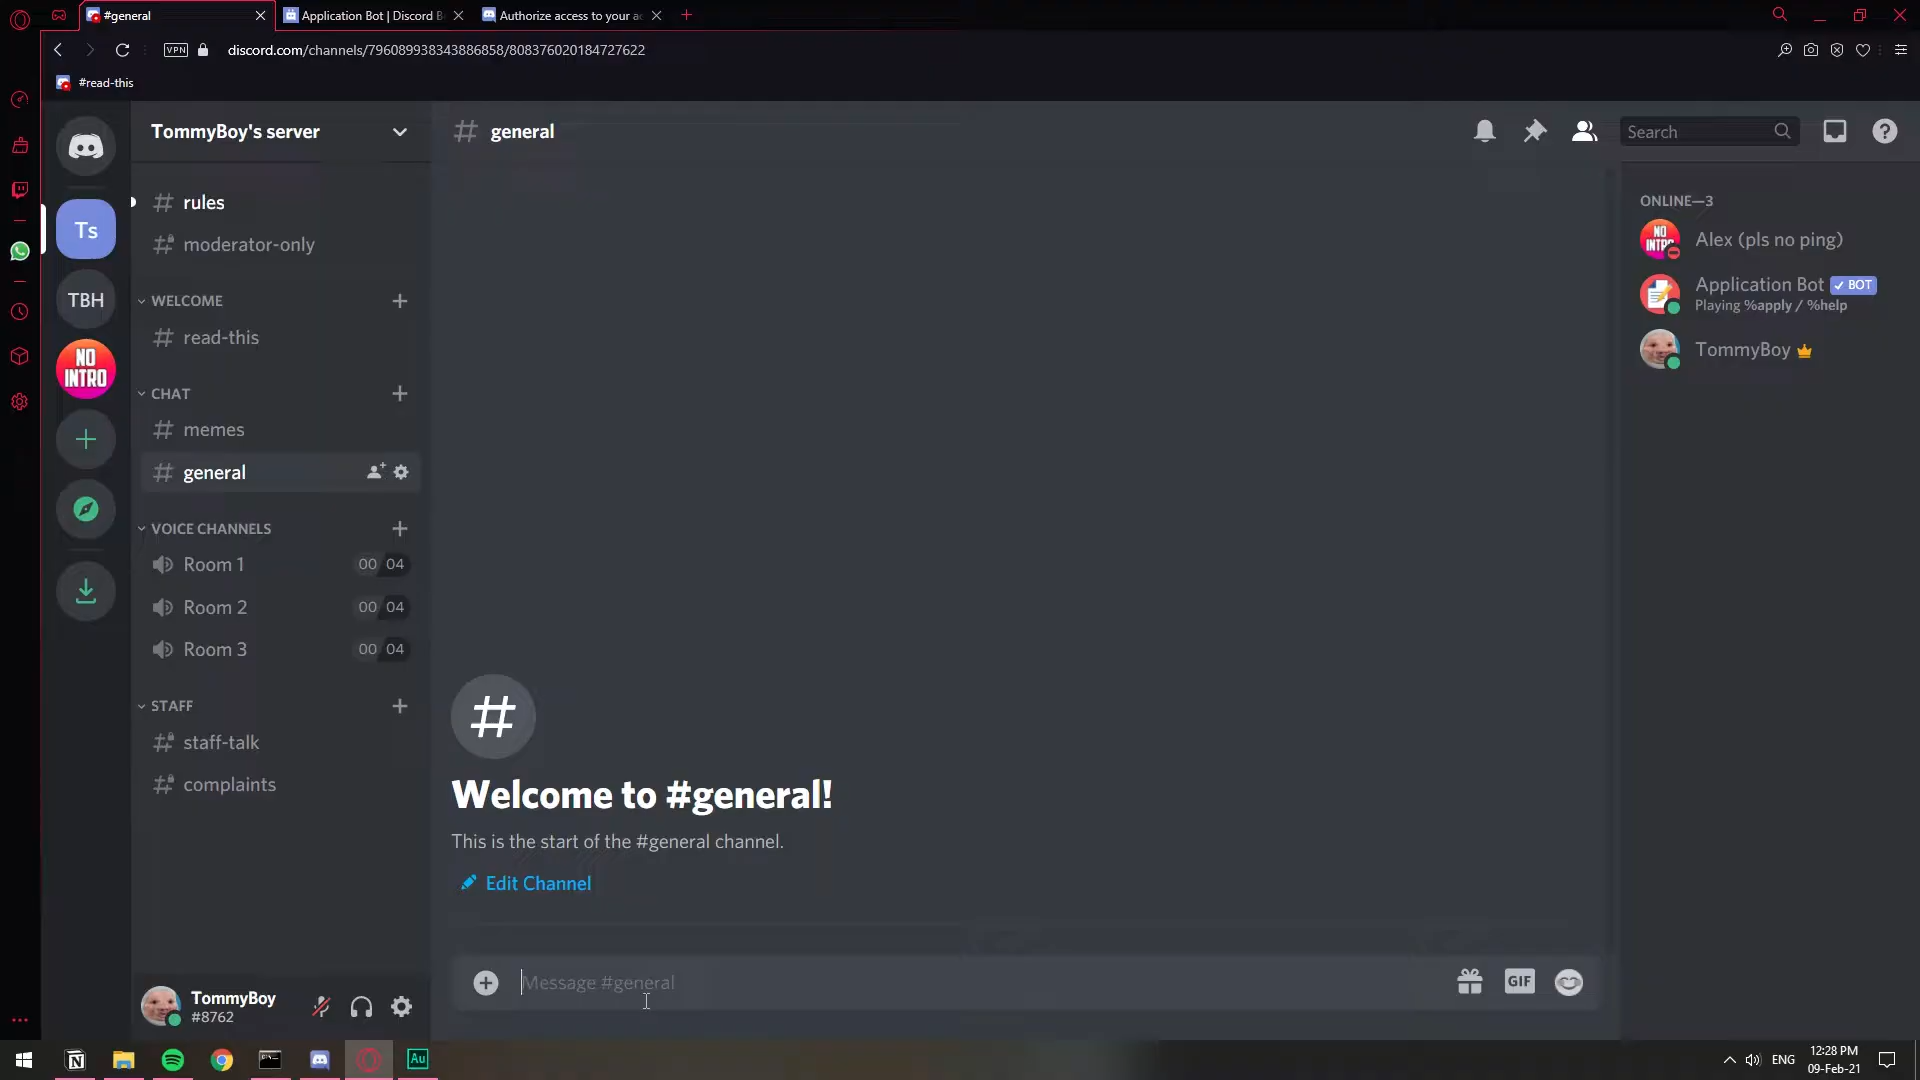 #general
Application Bot | Discord B
Authorize access to your ac
VPN
discord.com/channels/796089938343886858/808376020184727622
#read-this
TommyBoy's server
general
Search
rules
moderator-only
Ts
WELCOME
TBH
read-this
NO INTRO
CHAT
memes
general
VOICE CHANNELS
Room 1 00 04
Room 2 00 04
Room 3 00 04
STAFF
staff-talk
complaints
ONLINE—3
Alex (pls no ping)
Application Bot BOT
Playing %apply / %help
TommyBoy
Welcome to #general!
This is the start of the #general channel.
Edit Channel
Message #general
GIF
TommyBoy
#8762
Au
ENG
12:28 PM
09-Feb-21